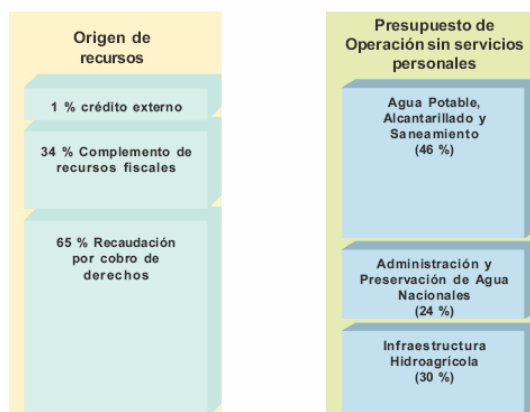 Origen de
recursos
1 % crédito externo
34 % Complemento de
recursos fiscales
65 % Recaudación
por cobro de
derechos
Presupuesto de
Operación sin servicios
personales
Agua Potable,
Alcantarillado y
Saneamiento
(46 %)
Administración y
Preservación de Agua
Nacionales
(24 %)
Infraestructura
Hidroagrícola
(30 %)